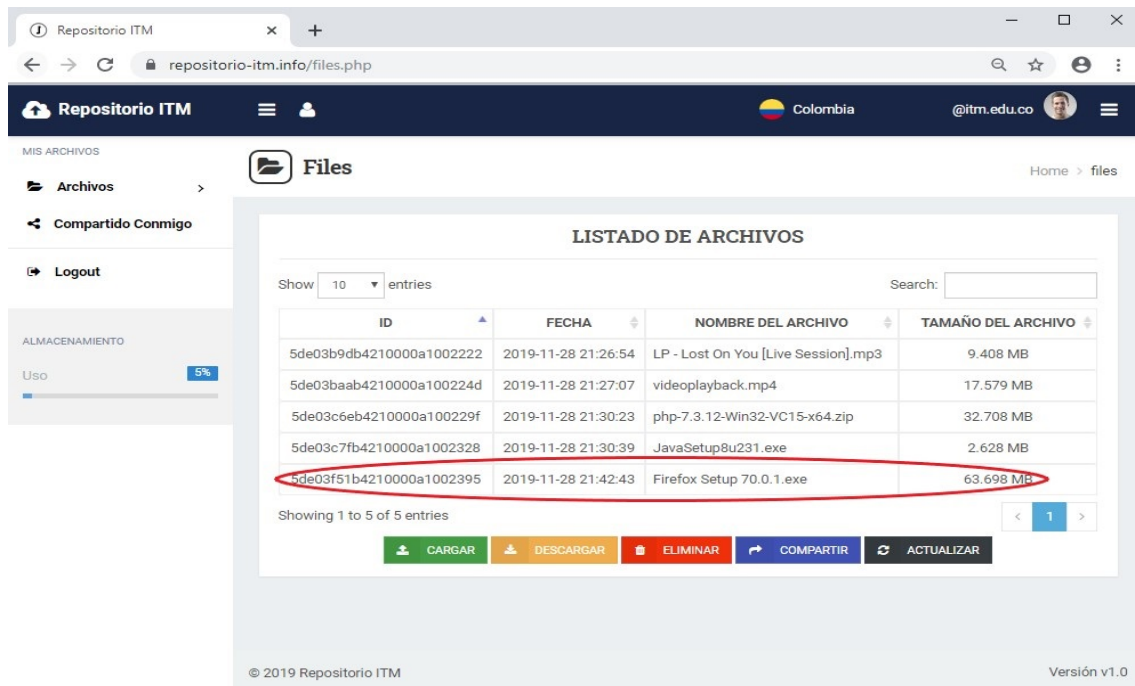 Repositorio ITM
repositorio-itm.info/files.php
Repositorio ITM
Colombia
@itm.edu.co
MIS ARCHIVOS
Archivos
Compartido Conmigo
Logout
ALMACENAMIENTO
Uso 5%
Files
Home > files
LISTADO DE ARCHIVOS
Show 10 entries
Search:
ID FECHA NOMBRE DEL ARCHIVO TAMAÑO DEL ARCHIVO
5de03b9db4210000a1002222 2019-11-28 21:26:54 LP - Lost On You [Live Session].mp3 9.408 MB
5de03baab4210000a100224d 2019-11-28 21:27:07 videoplayback.mp4 17.579 MB
5de03c6eb4210000a100229f 2019-11-28 21:30:23 php-7.3.12-Win32-VC15-x64.zip 32.708 MB
5de03c7fb4210000a1002328 2019-11-28 21:30:39 JavaSetup8u231.exe 2.628 MB
5de03f51b4210000a1002395 2019-11-28 21:42:43 Firefox Setup 70.0.1.exe 63.698 MB
Showing 1 to 5 of 5 entries
< 1 >
CARGAR DESCARGAR ELIMINAR COMPARTIR ACTUALIZAR
© 2019 Repositorio ITM
Versión v1.0